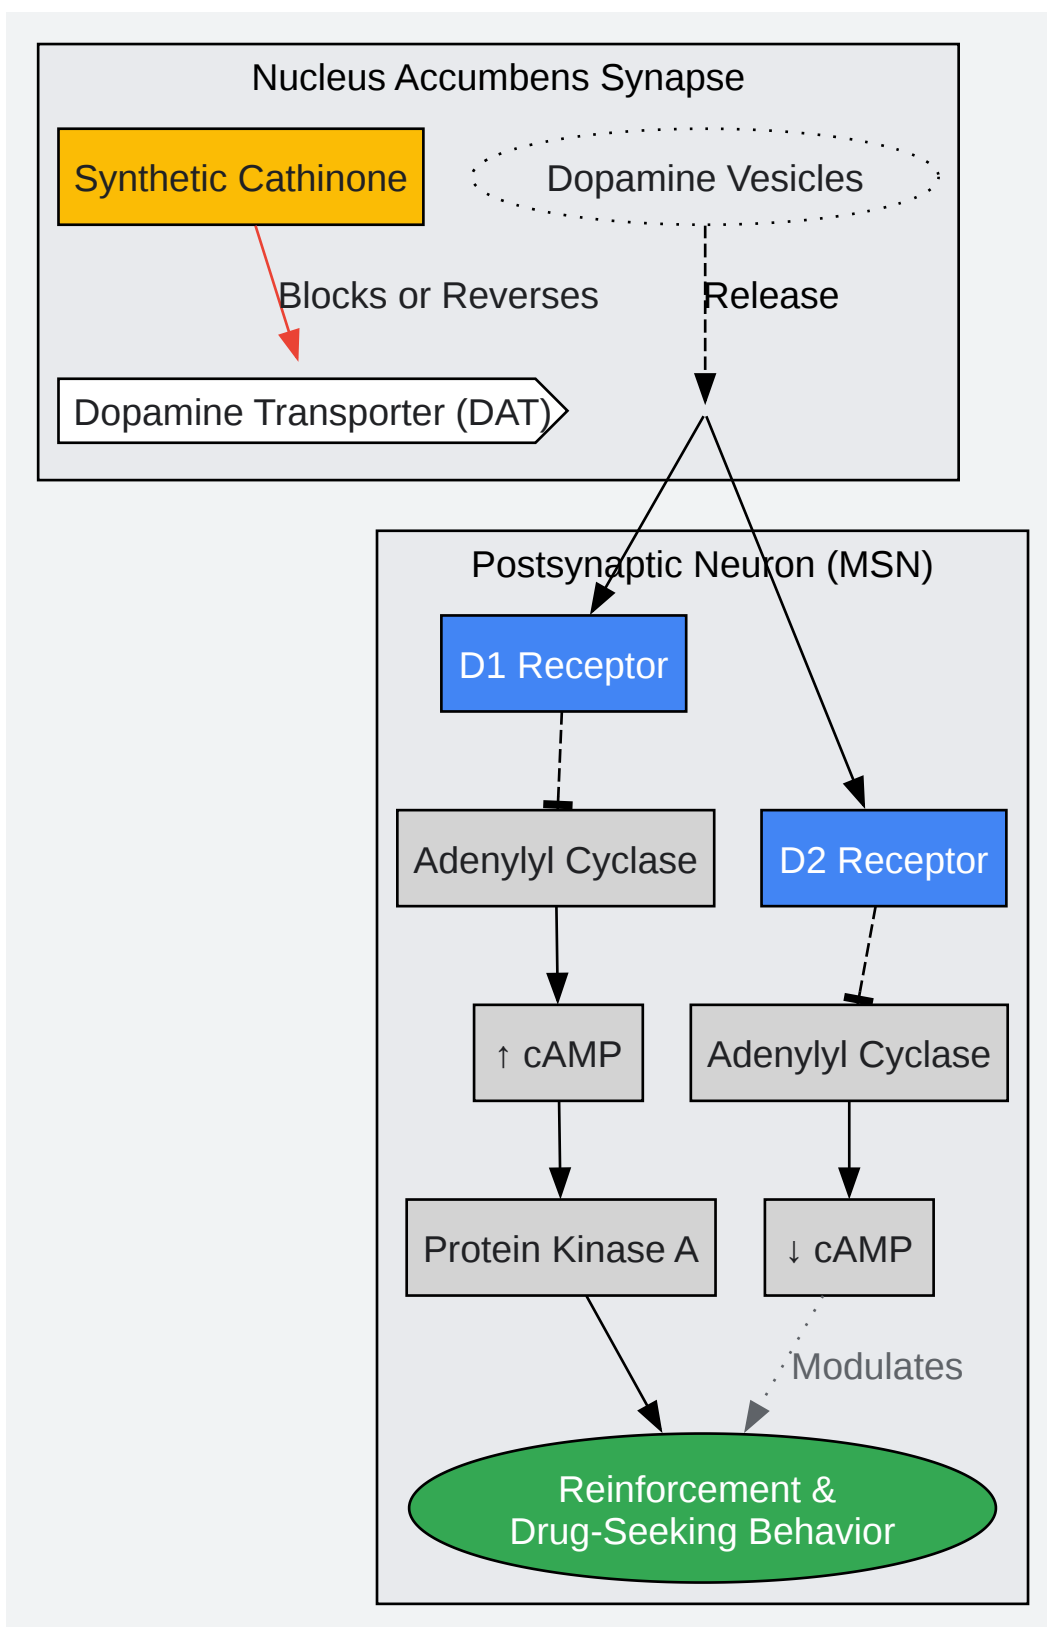 Nucleus Accumbens Synapse
Synthetic Cathinone
Dopamine Vesicles
Blocks or Reverses
Release
Dopamine Transporter (DAT)
Postsynaptic Neuron (MSN)
D1 Receptor
Adenylyl Cyclase
D2 Receptor
↑ cAMP
Adenylyl Cyclase
Protein Kinase A
↓ cAMP
Modulates
Reinforcement &
Drug-Seeking Behavior